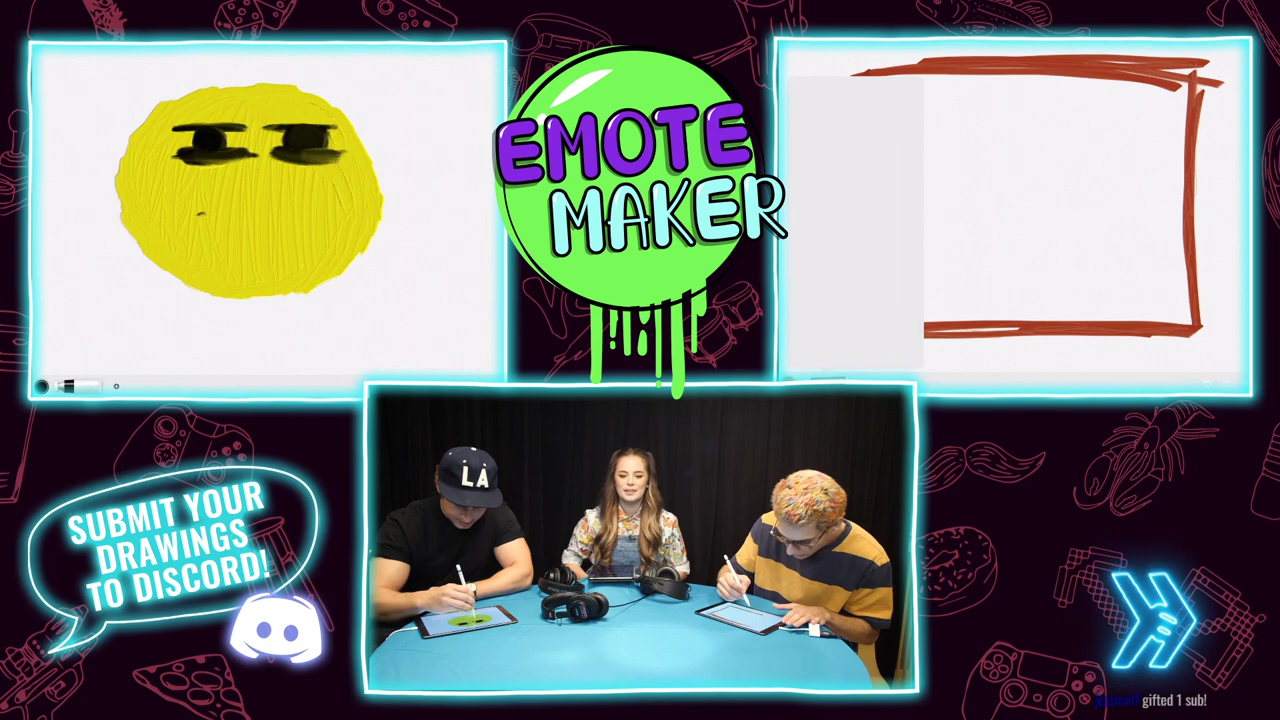 EMOTE
MAKER
LA
SUBMIT YOUR
DRAWINGS
TO DISCORD!
gifted 1 sub!